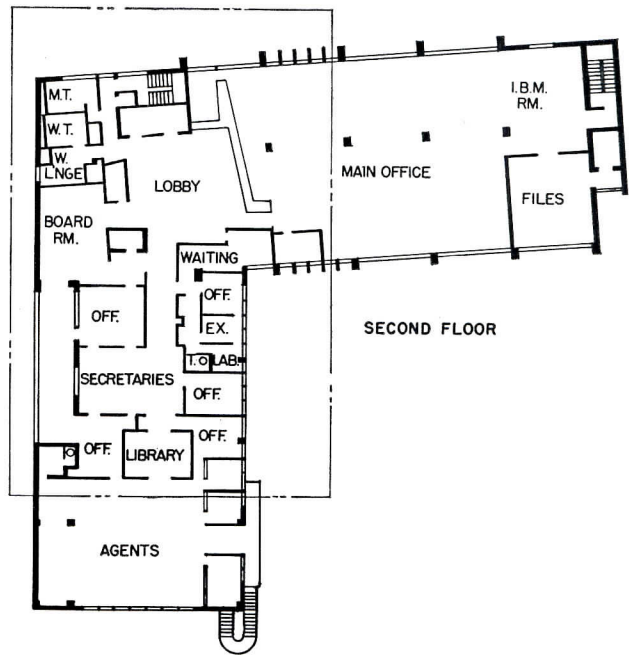 M.T.
I.B.M.
RM.
W.T.
W.
L'NGE
LOBBY
MAIN OFFICE
FILES
BOARD
RM.
WAITING
OFF.
OFF.
EX.
SECOND FLOOR
T.
LAB.
SECRETARIES
OFF.
OFF.
OFF.
LIBRARY
AGENTS